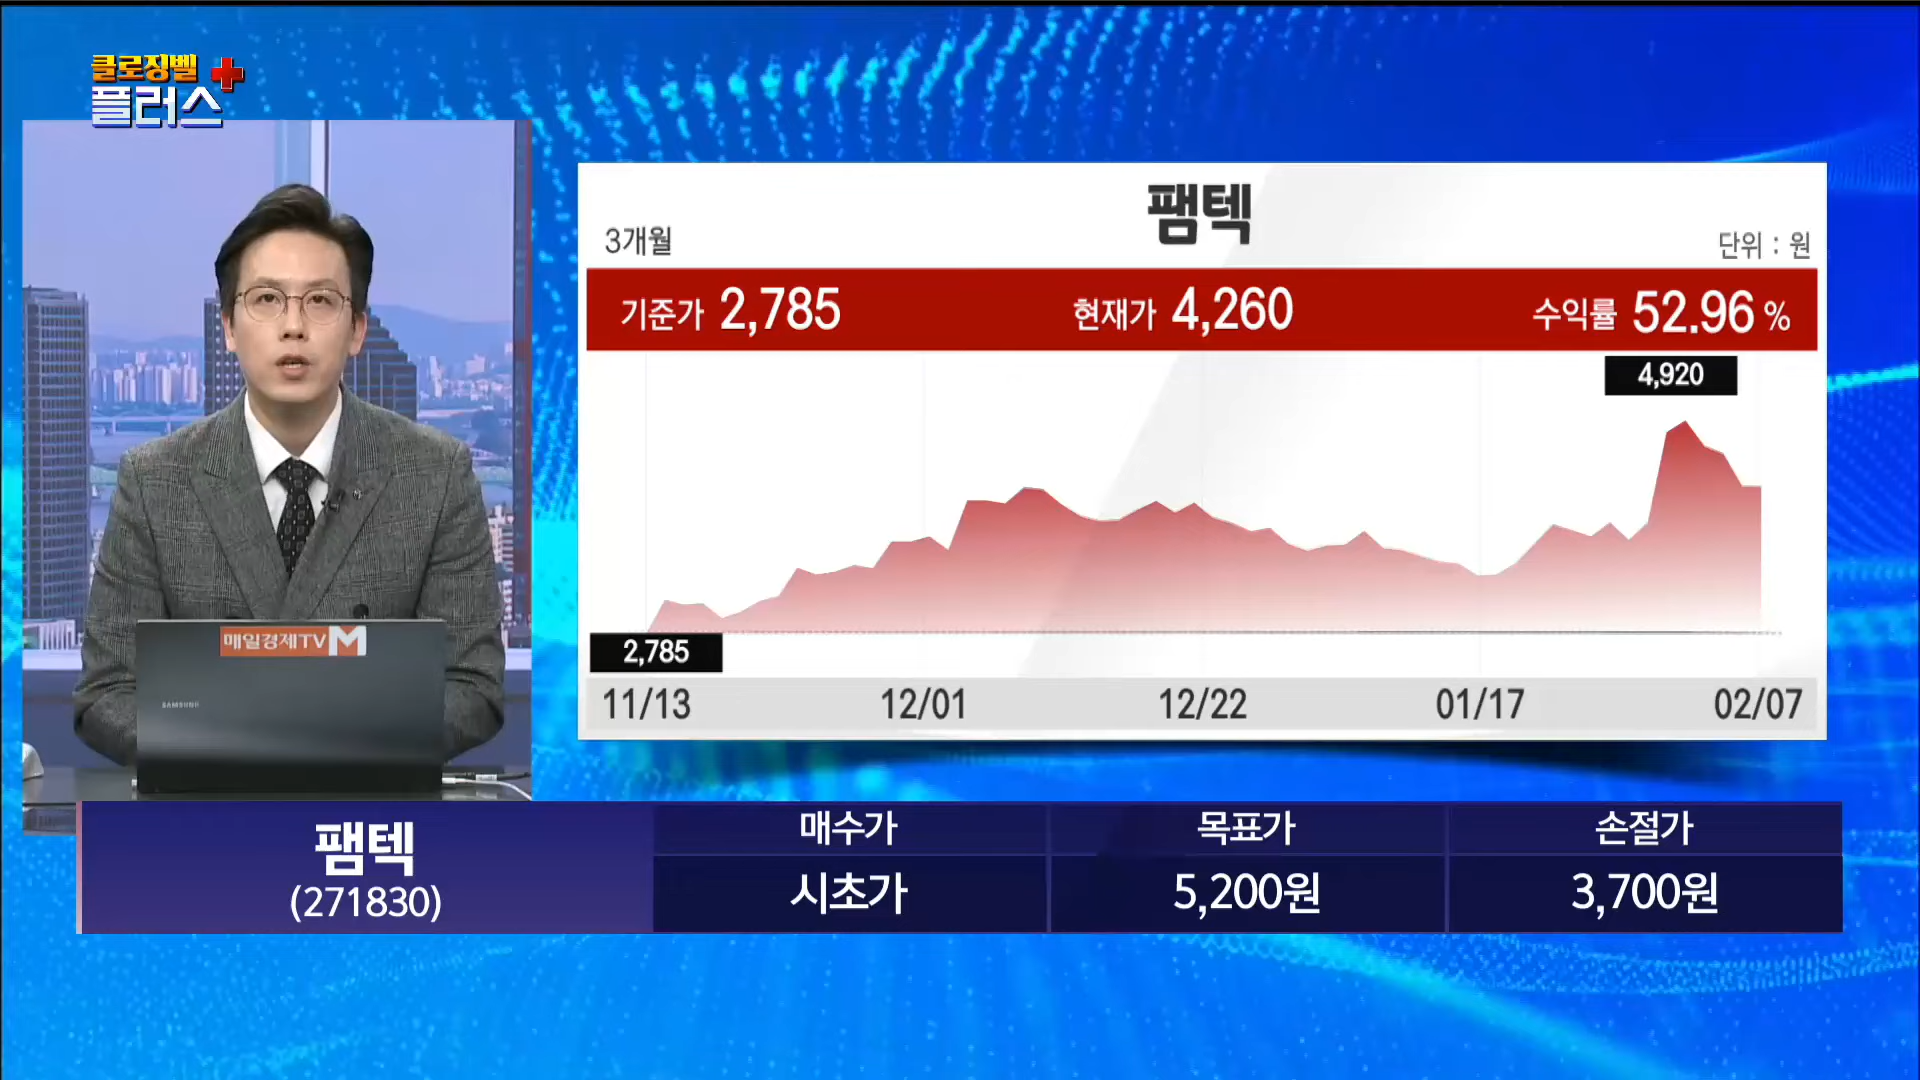 클로징벨
플러스
팸텍
3개월
단위 : 원
기준가 2,785 현재가 4,260 수익률 52.96 %
4,920
2,785
11/13 12/01 12/22 01/17 02/07
매일경제TV M
SAMSUNG
팸텍
(271830)
매수가 목표가 손절가
시초가 5,200원 3,700원